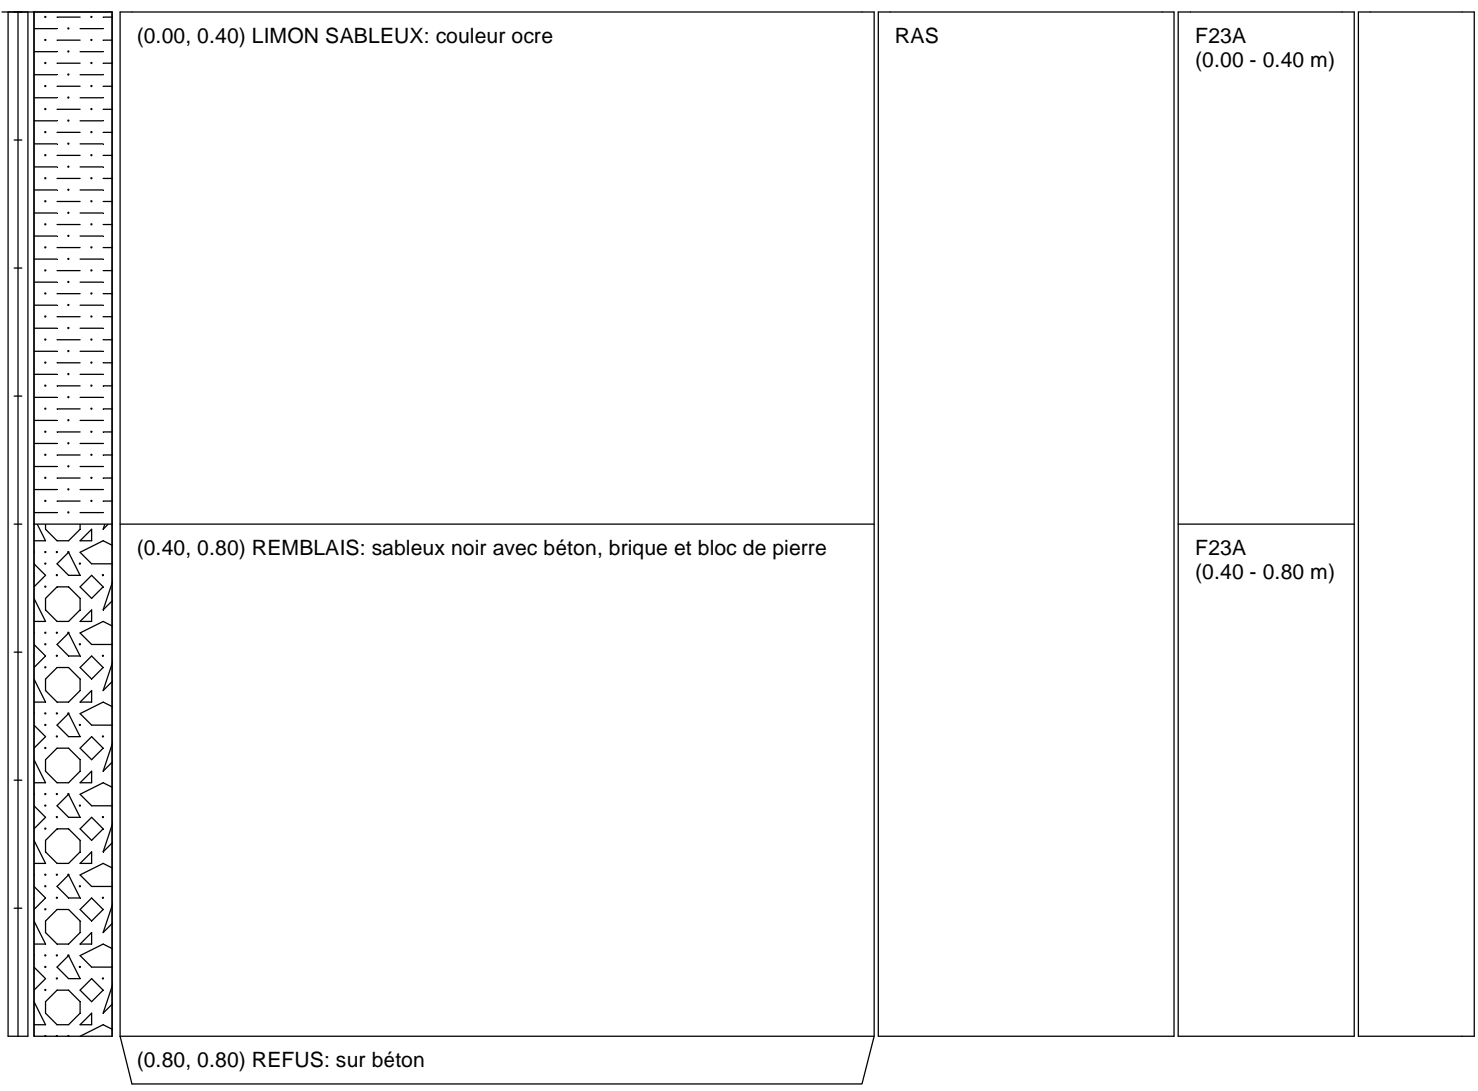 (0.00, 0.40) LIMON SABLEUX: couleur ocre
RAS
F23A
(0.00 - 0.40 m)
(0.40, 0.80) REMBLAIS: sableux noir avec béton, brique et bloc de pierre
F23A
(0.40 - 0.80 m)
(0.80, 0.80) REFUS: sur béton